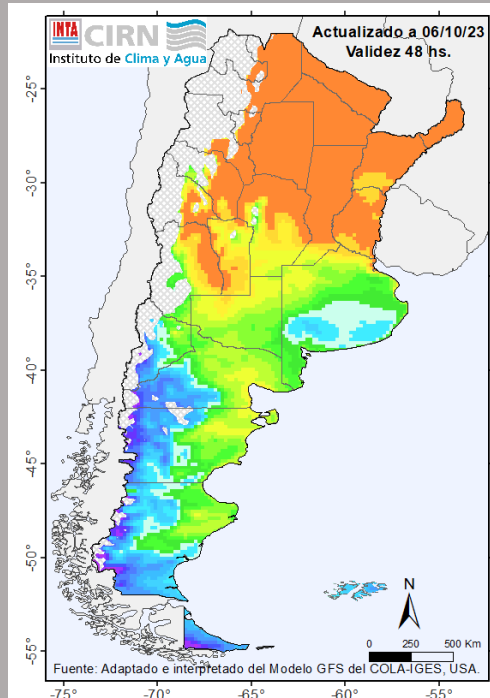 INTA CIRN
Instituto de Clima y Agua
Actualizado a 06/10/23
Validez 48 hs.
-25°
-30°
-35°
-40°
-45°
-50°
-55°
N
0 250 500 Km
Fuente: Adaptado e interpretado del Modelo GFS del COLA-IGES, USA.
-75° -70° -65° -60° -55°